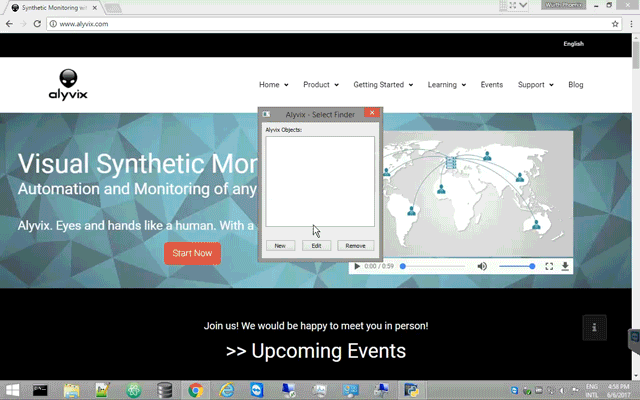 Synthetic Monitoring wi
Wurth Phoenix
www.alyvix.com
English
alyvix
Home Product Getting Started Learning Events Support Blog
Alyvix - Select Finder
Alyvix Objects:
Visual Synthetic Mon
Automation and Monitoring of any
Alyvix. Eyes and hands like a human. With a
Start Now
New Edit Remove
0:00 / 0:59
Join us! We would be happy to meet you in person!
>> Upcoming Events
ENG
INTL
4:58 PM
6/6/2017